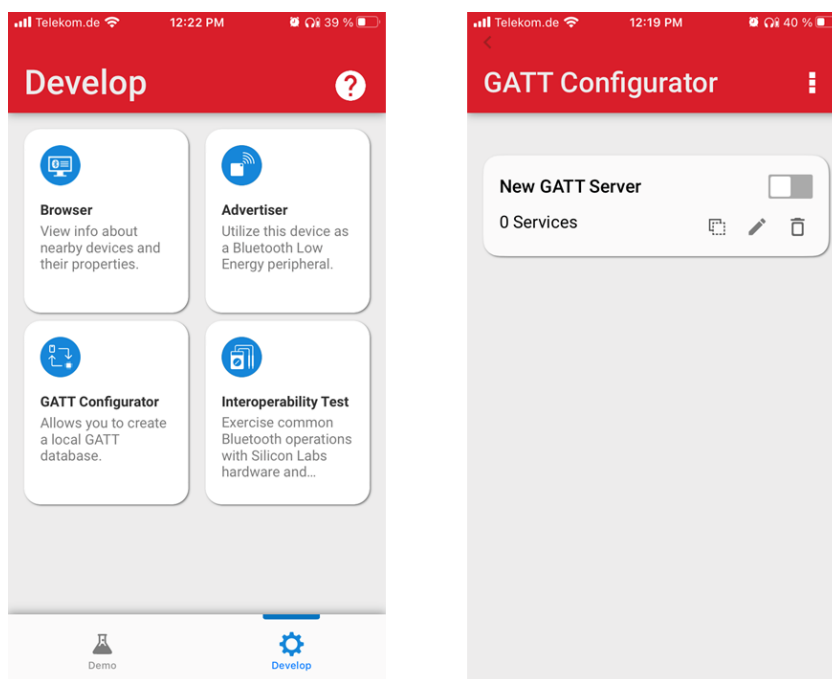 Telekom.de 12:22 PM 39 %
Develop
?
Browser
View info about
nearby devices and
their properties.
Advertiser
Utilize this device as
a Bluetooth Low
Energy peripheral.
GATT Configurator
Allows you to create
a local GATT
database.
Interoperability Test
Exercise common
Bluetooth operations
with Silicon Labs
hardware and...
Demo
Develop
Telekom.de 12:19 PM 40 %
GATT Configurator
New GATT Server
0 Services